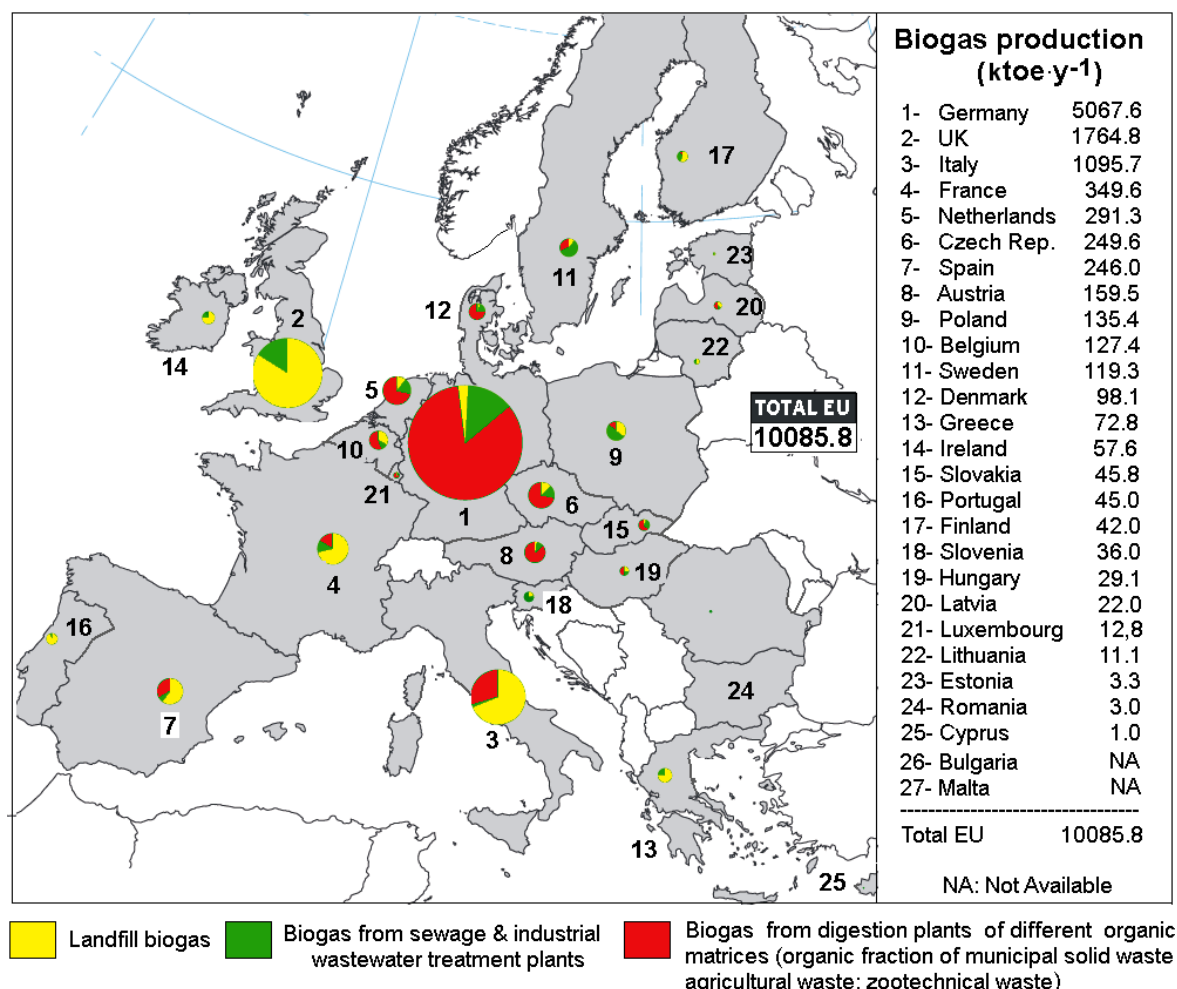 Biogas production
(ktoe·y-1)
1- Germany 5067.6
2- UK 1764.8
3- Italy 1095.7
4- France 349.6
5- Netherlands 291.3
6- Czech Rep. 249.6
7- Spain 246.0
8- Austria 159.5
9- Poland 135.4
10- Belgium 127.4
11- Sweden 119.3
12- Denmark 98.1
13- Greece 72.8
14- Ireland 57.6
15- Slovakia 45.8
16- Portugal 45.0
17- Finland 42.0
18- Slovenia 36.0
19- Hungary 29.1
20- Latvia 22.0
21- Luxembourg 12,8
22- Lithuania 11.1
23- Estonia 3.3
24- Romania 3.0
25- Cyprus 1.0
26- Bulgaria NA
27- Malta NA
Total EU 10085.8
NA: Not Available
17
23
11
20
12
2
22
14
5
TOTAL EU
10085.8
10
9
21
6
1
15
8
19
4
18
16
24
7
3
13
25
Landfill biogas
Biogas from sewage & industrial
wastewater treatment plants
Biogas from digestion plants of different organic
matrices (organic fraction of municipal solid waste
agricultural waste; zootechnical waste)